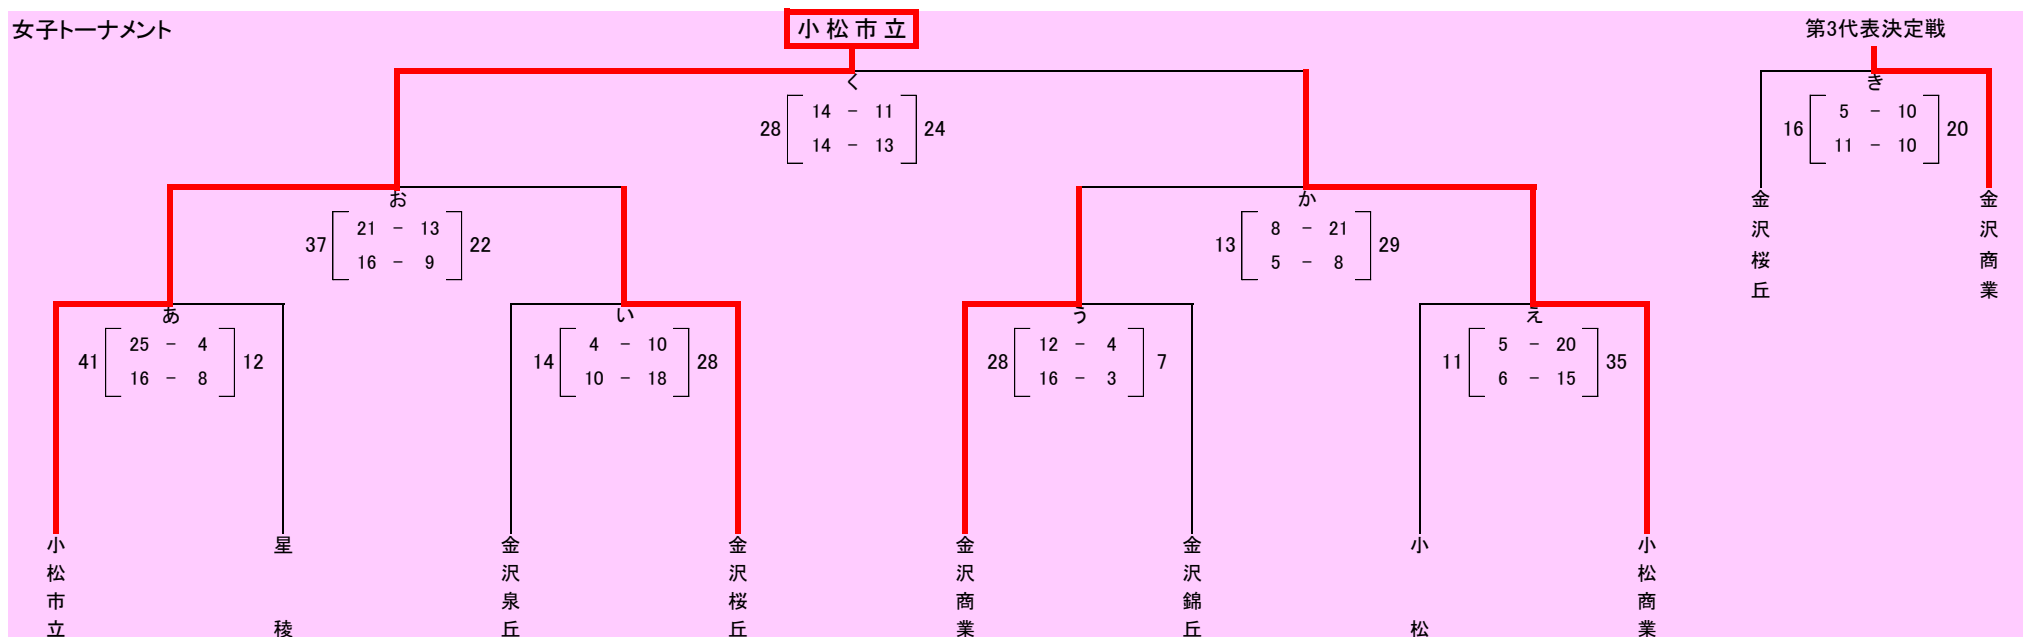 女子トーナメント
小松市立
第3代表決定戦
く
28 14 - 11 24
14 - 13
き
16 5 - 10 20
11 - 10
金沢桜丘
金沢商業
お
37 21 - 13 22
16 - 9
か
13 8 - 21 29
5 - 8
あ
41 25 - 4 12
16 - 8
い
14 4 - 10 28
10 - 18
う
28 12 - 4 7
16 - 3
え
11 5 - 20 35
6 - 15
小松市立
星稜
金沢泉丘
金沢桜丘
金沢商業
金沢錦丘
小松
小松商業